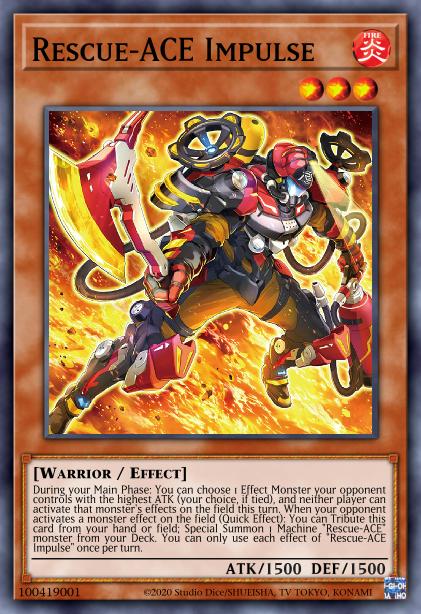 Rescue-ACE Impulse
FIRE
炎
[Warrior / Effect]
During your Main Phase: You can choose 1 Effect Monster your opponent
controls with the highest ATK (your choice, if tied), and neither player can
activate that monster's effects on the field this turn. When your opponent
activates a monster effect on the field (Quick Effect): You can Tribute this
card from your hand or field; Special Summon 1 Machine "Rescue-ACE"
monster from your Deck. You can only use each effect of "Rescue-ACE
Impulse" once per turn.
ATK/1500 DEF/1500
100419001
©2020 Studio Dice/SHUEISHA, TV TOKYO, KONAMI